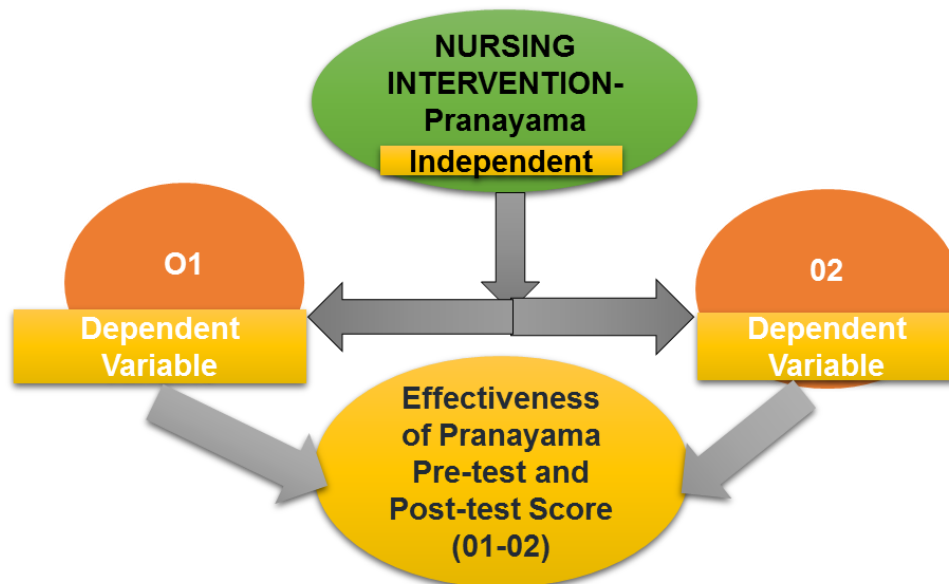 NURSING
INTERVENTION-
Pranayama
Independent
O1
Dependent
Variable
02
Dependent
Variable
Effectiveness
of Pranayama
Pre-test and
Post-test Score
(01-02)